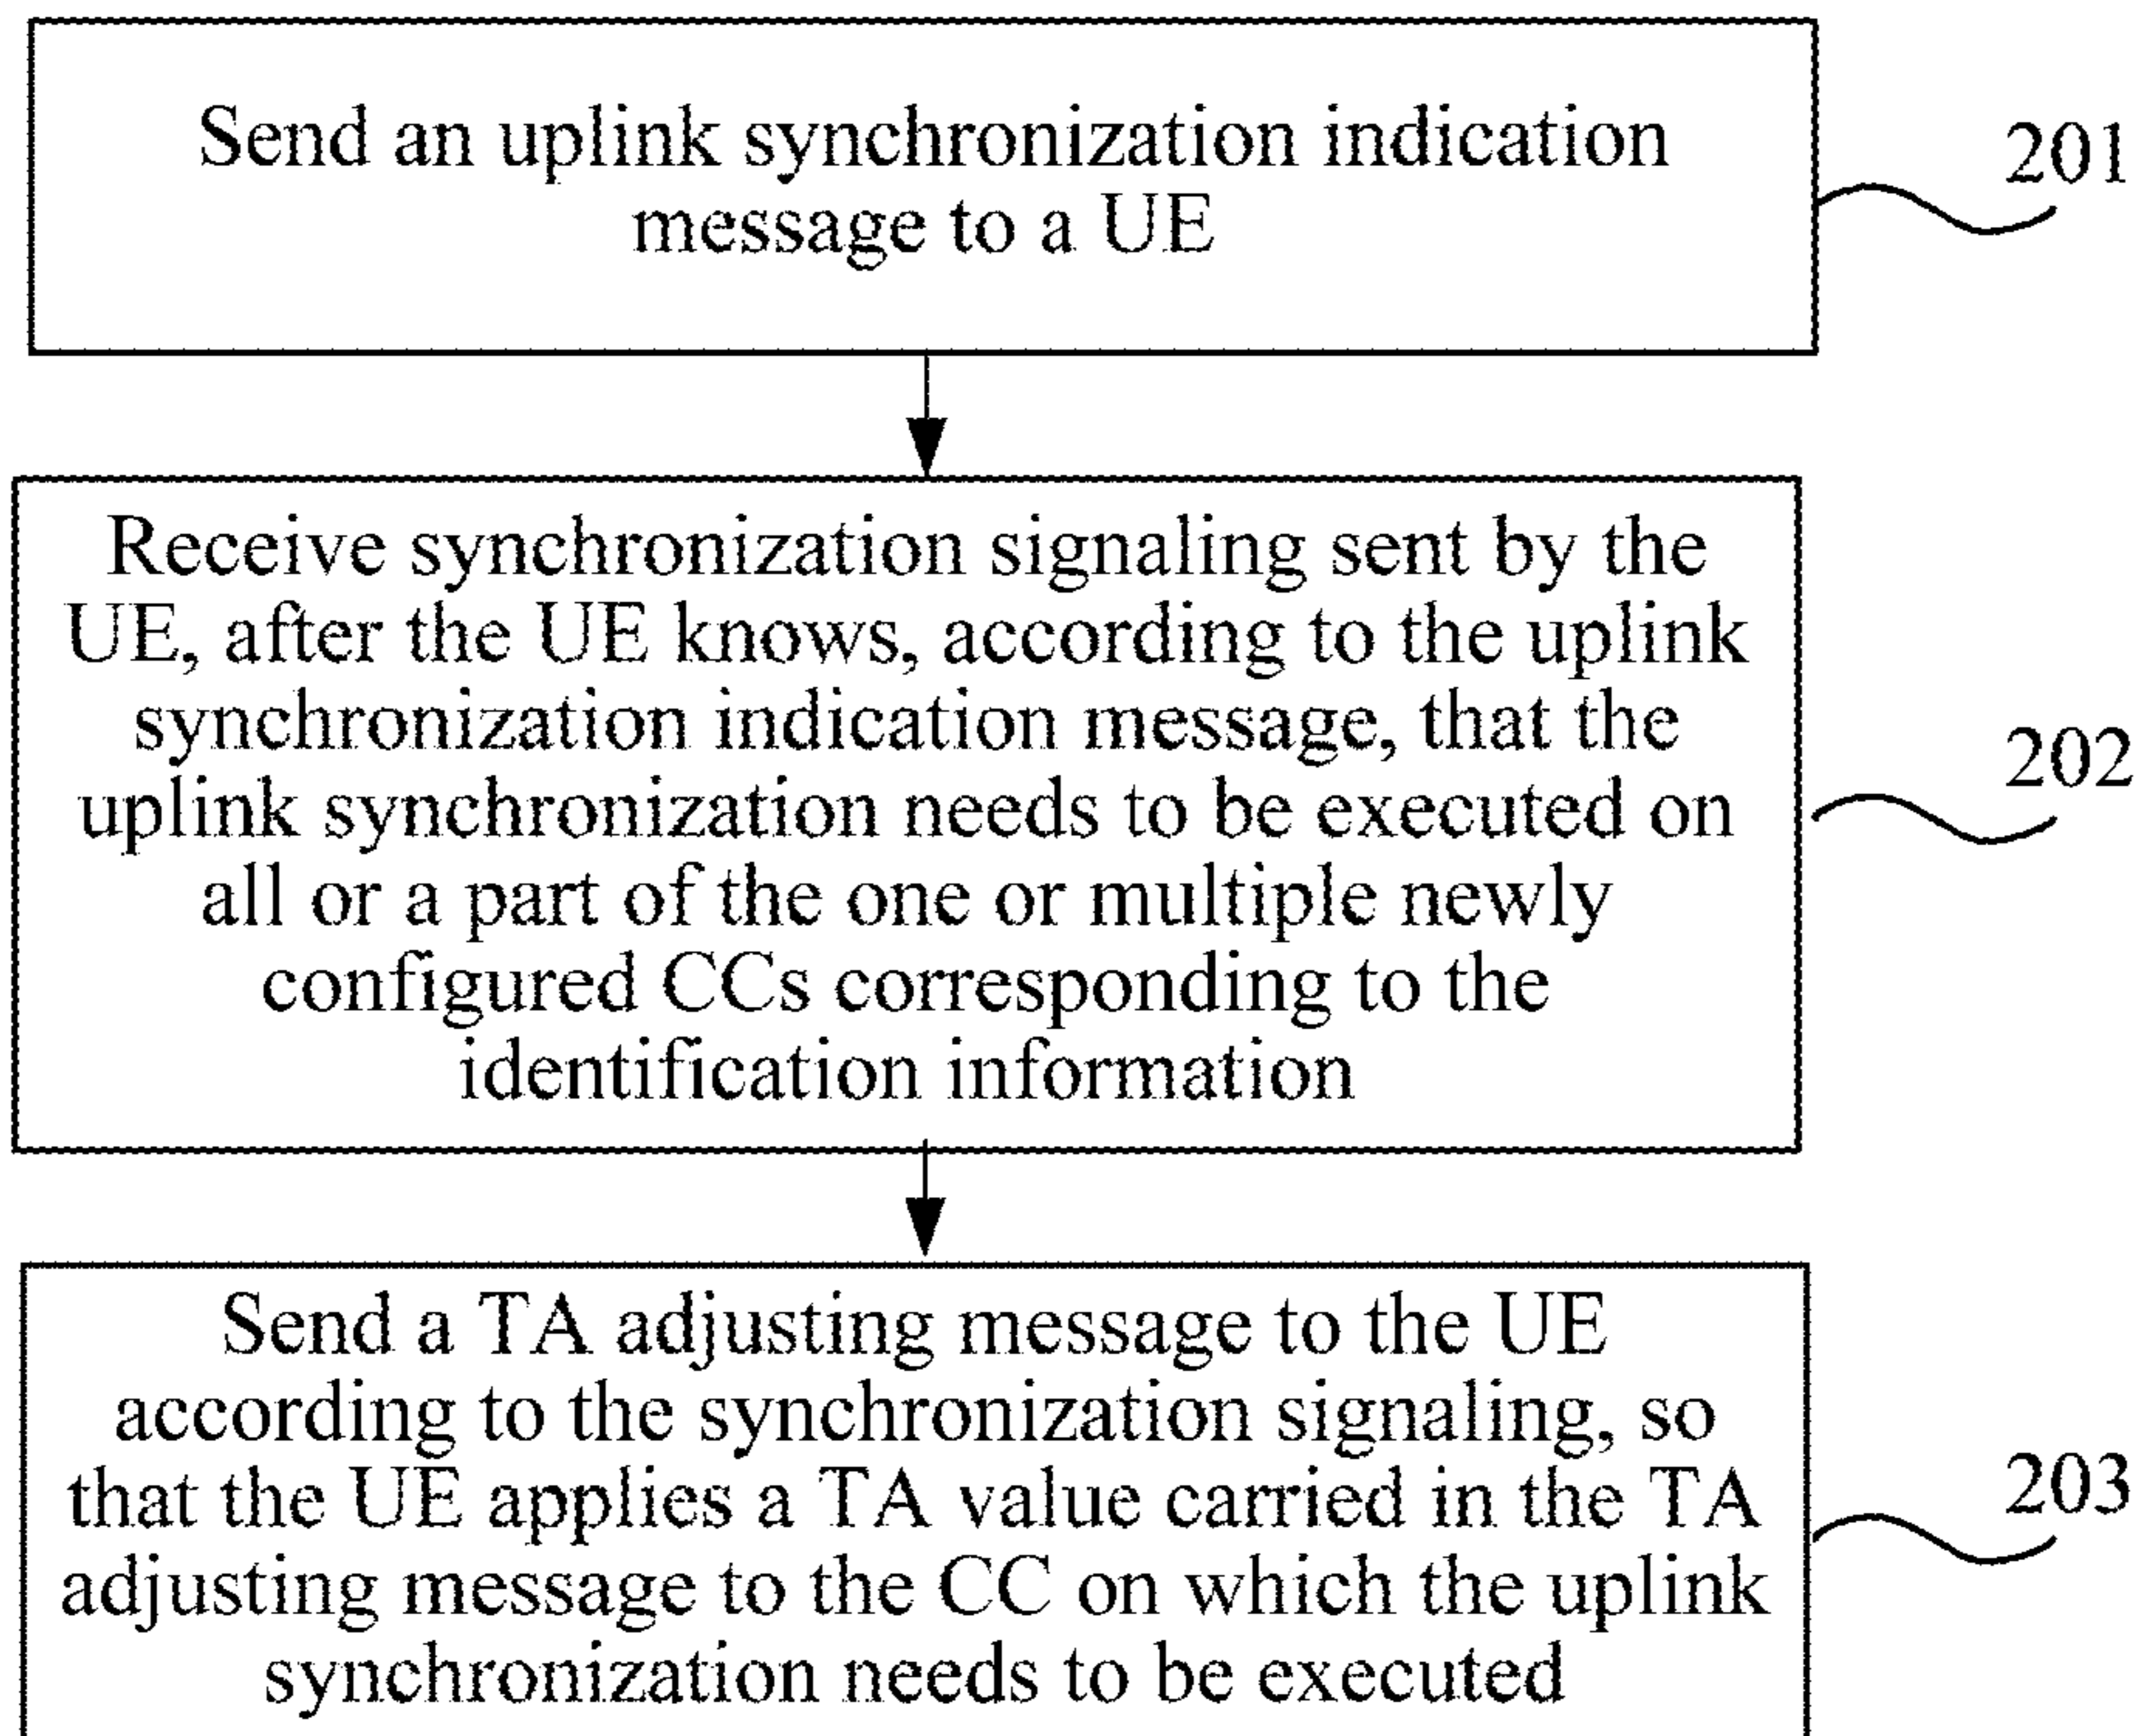 Send an uplink synchronization indication
message to a UE
201
Receive synchronization signaling sent by the
UE, after the UE knows, according to the uplink
synchronization indication message, that the
uplink synchronization needs to be executed on
all or a part of the one or multiple newly
configured CCs corresponding to the
identification information
202
Send a TA adjusting message to the UE
according to the synchronization signaling, so
that the UE applies a TA value carried in the TA
adjusting message to the CC on which the uplink
synchronization needs to be executed
203